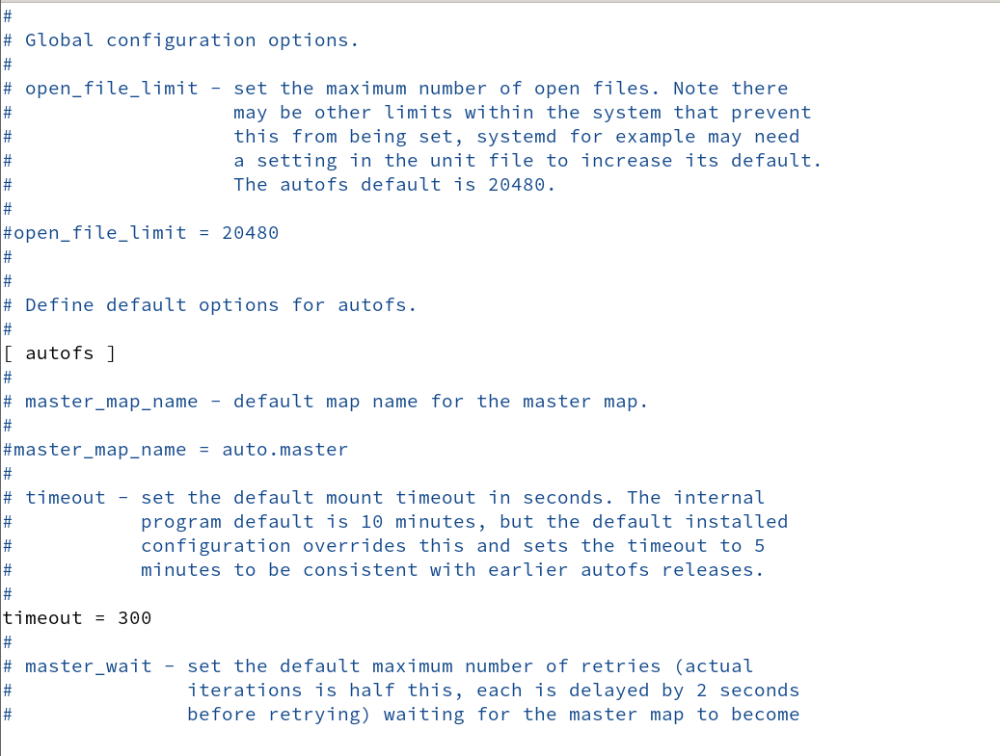 #
# Global configuration options.
#
# open_file_limit - set the maximum number of open files. Note there
#                   may be other limits within the system that prevent
#                   this from being set, systemd for example may need
#                   a setting in the unit file to increase its default.
#                   The autofs default is 20480.
#
#open_file_limit = 20480
#
#
# Define default options for autofs.
#
[ autofs ]
#
# master_map_name - default map name for the master map.
#
#master_map_name = auto.master
#
# timeout - set the default mount timeout in seconds. The internal
#           program default is 10 minutes, but the default installed
#           configuration overrides this and sets the timeout to 5
#           minutes to be consistent with earlier autofs releases.
#
timeout = 300
#
# master_wait - set the default maximum number of retries (actual
#               iterations is half this, each is delayed by 2 seconds
#               before retrying) waiting for the master map to become